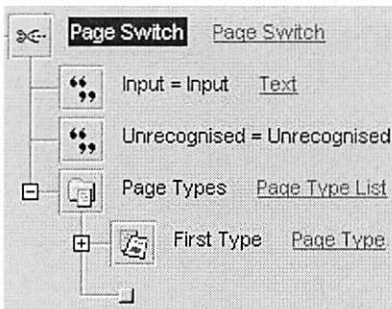 Page Switch Page Switch
Input = Input Text
Unrecognised = Unrecognised
Page Types Page Type List
First Type Page Type